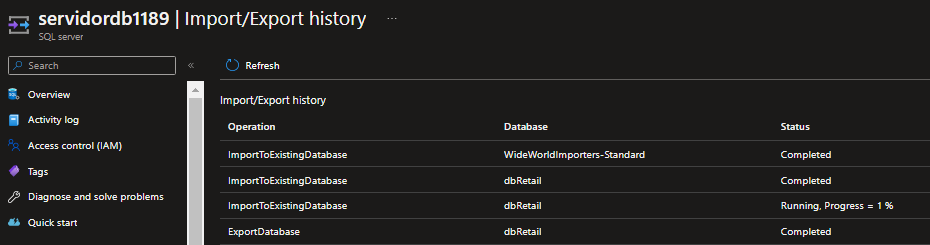 servidordb1189 | Import/Export history ...
SQL server
Search «
Refresh
Overview
Activity log
Access control (IAM)
Tags
Diagnose and solve problems
Quick start
Import/Export history
Operation Database Status
ImportToExistingDatabase WideWorldImporters-Standard Completed
ImportToExistingDatabase dbRetail Completed
ImportToExistingDatabase dbRetail Running, Progress = 1 %
ExportDatabase dbRetail Completed